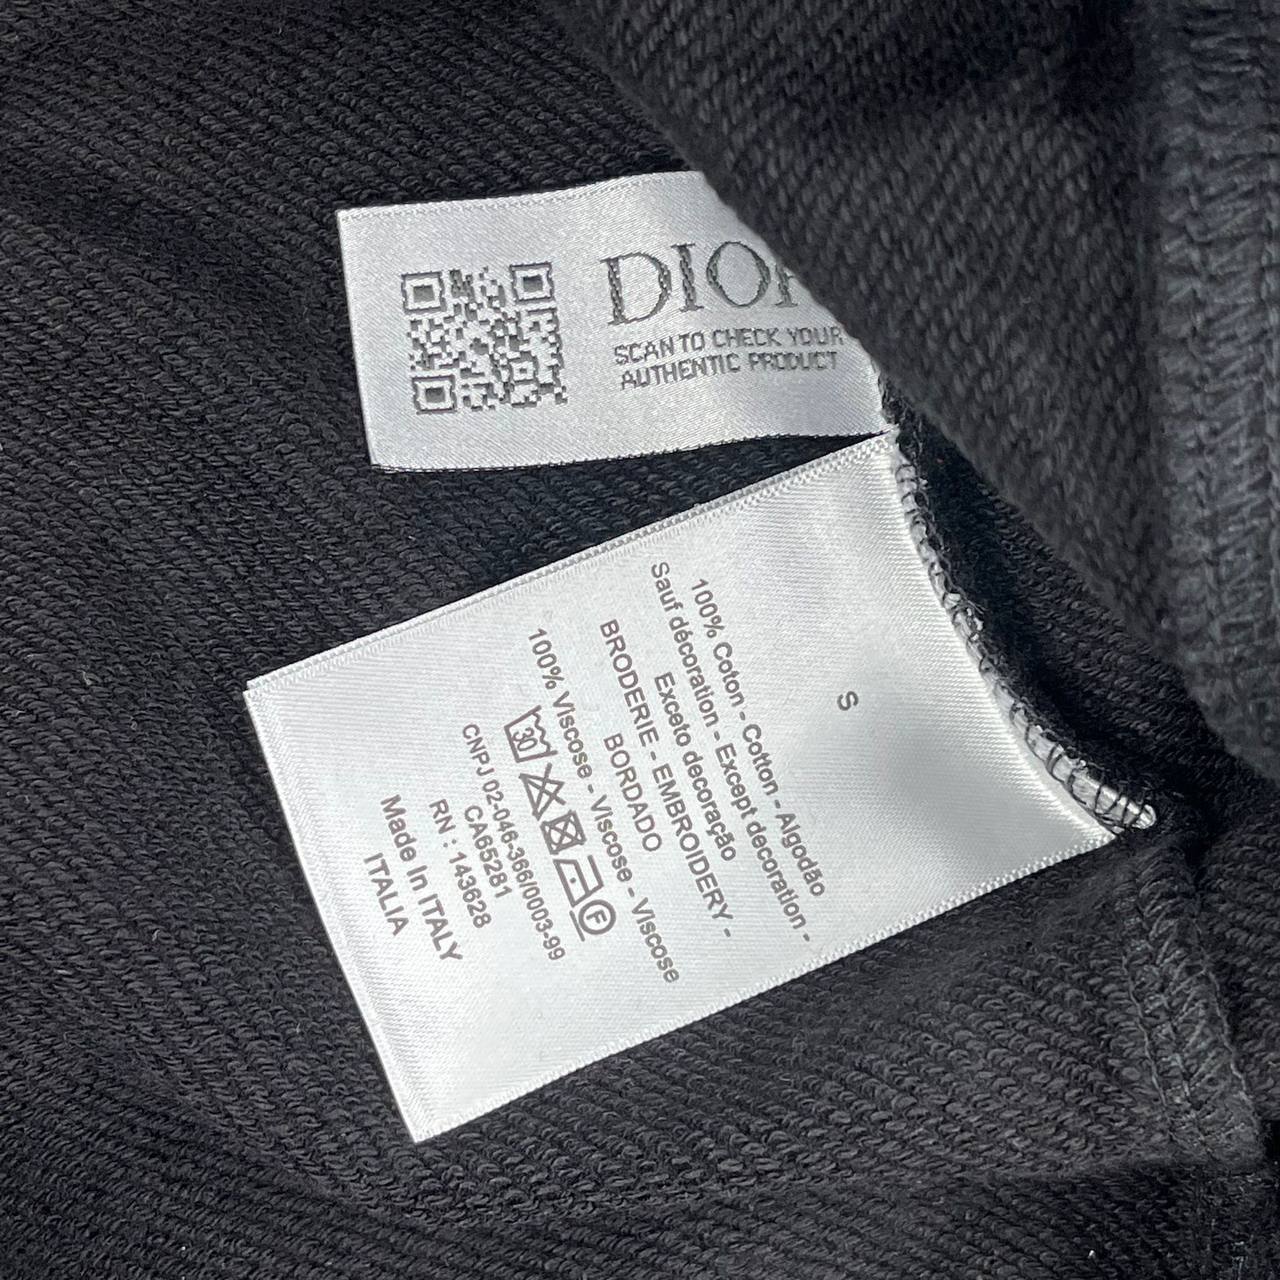 DIOR
SCAN TO CHECK YOUR
AUTHENTIC PRODUCT
S
100% Coton - Cotton - Algodão
Sauf décoration - Except decoration -
Exceto decoração
BRODERIE - EMBROIDERY -
BORDADO
100% Viscose - Viscose - Viscose
30
F
CNPJ 02-046-366/0003-99
CA65281
RN : 143628
Made In ITALY
ITALIA